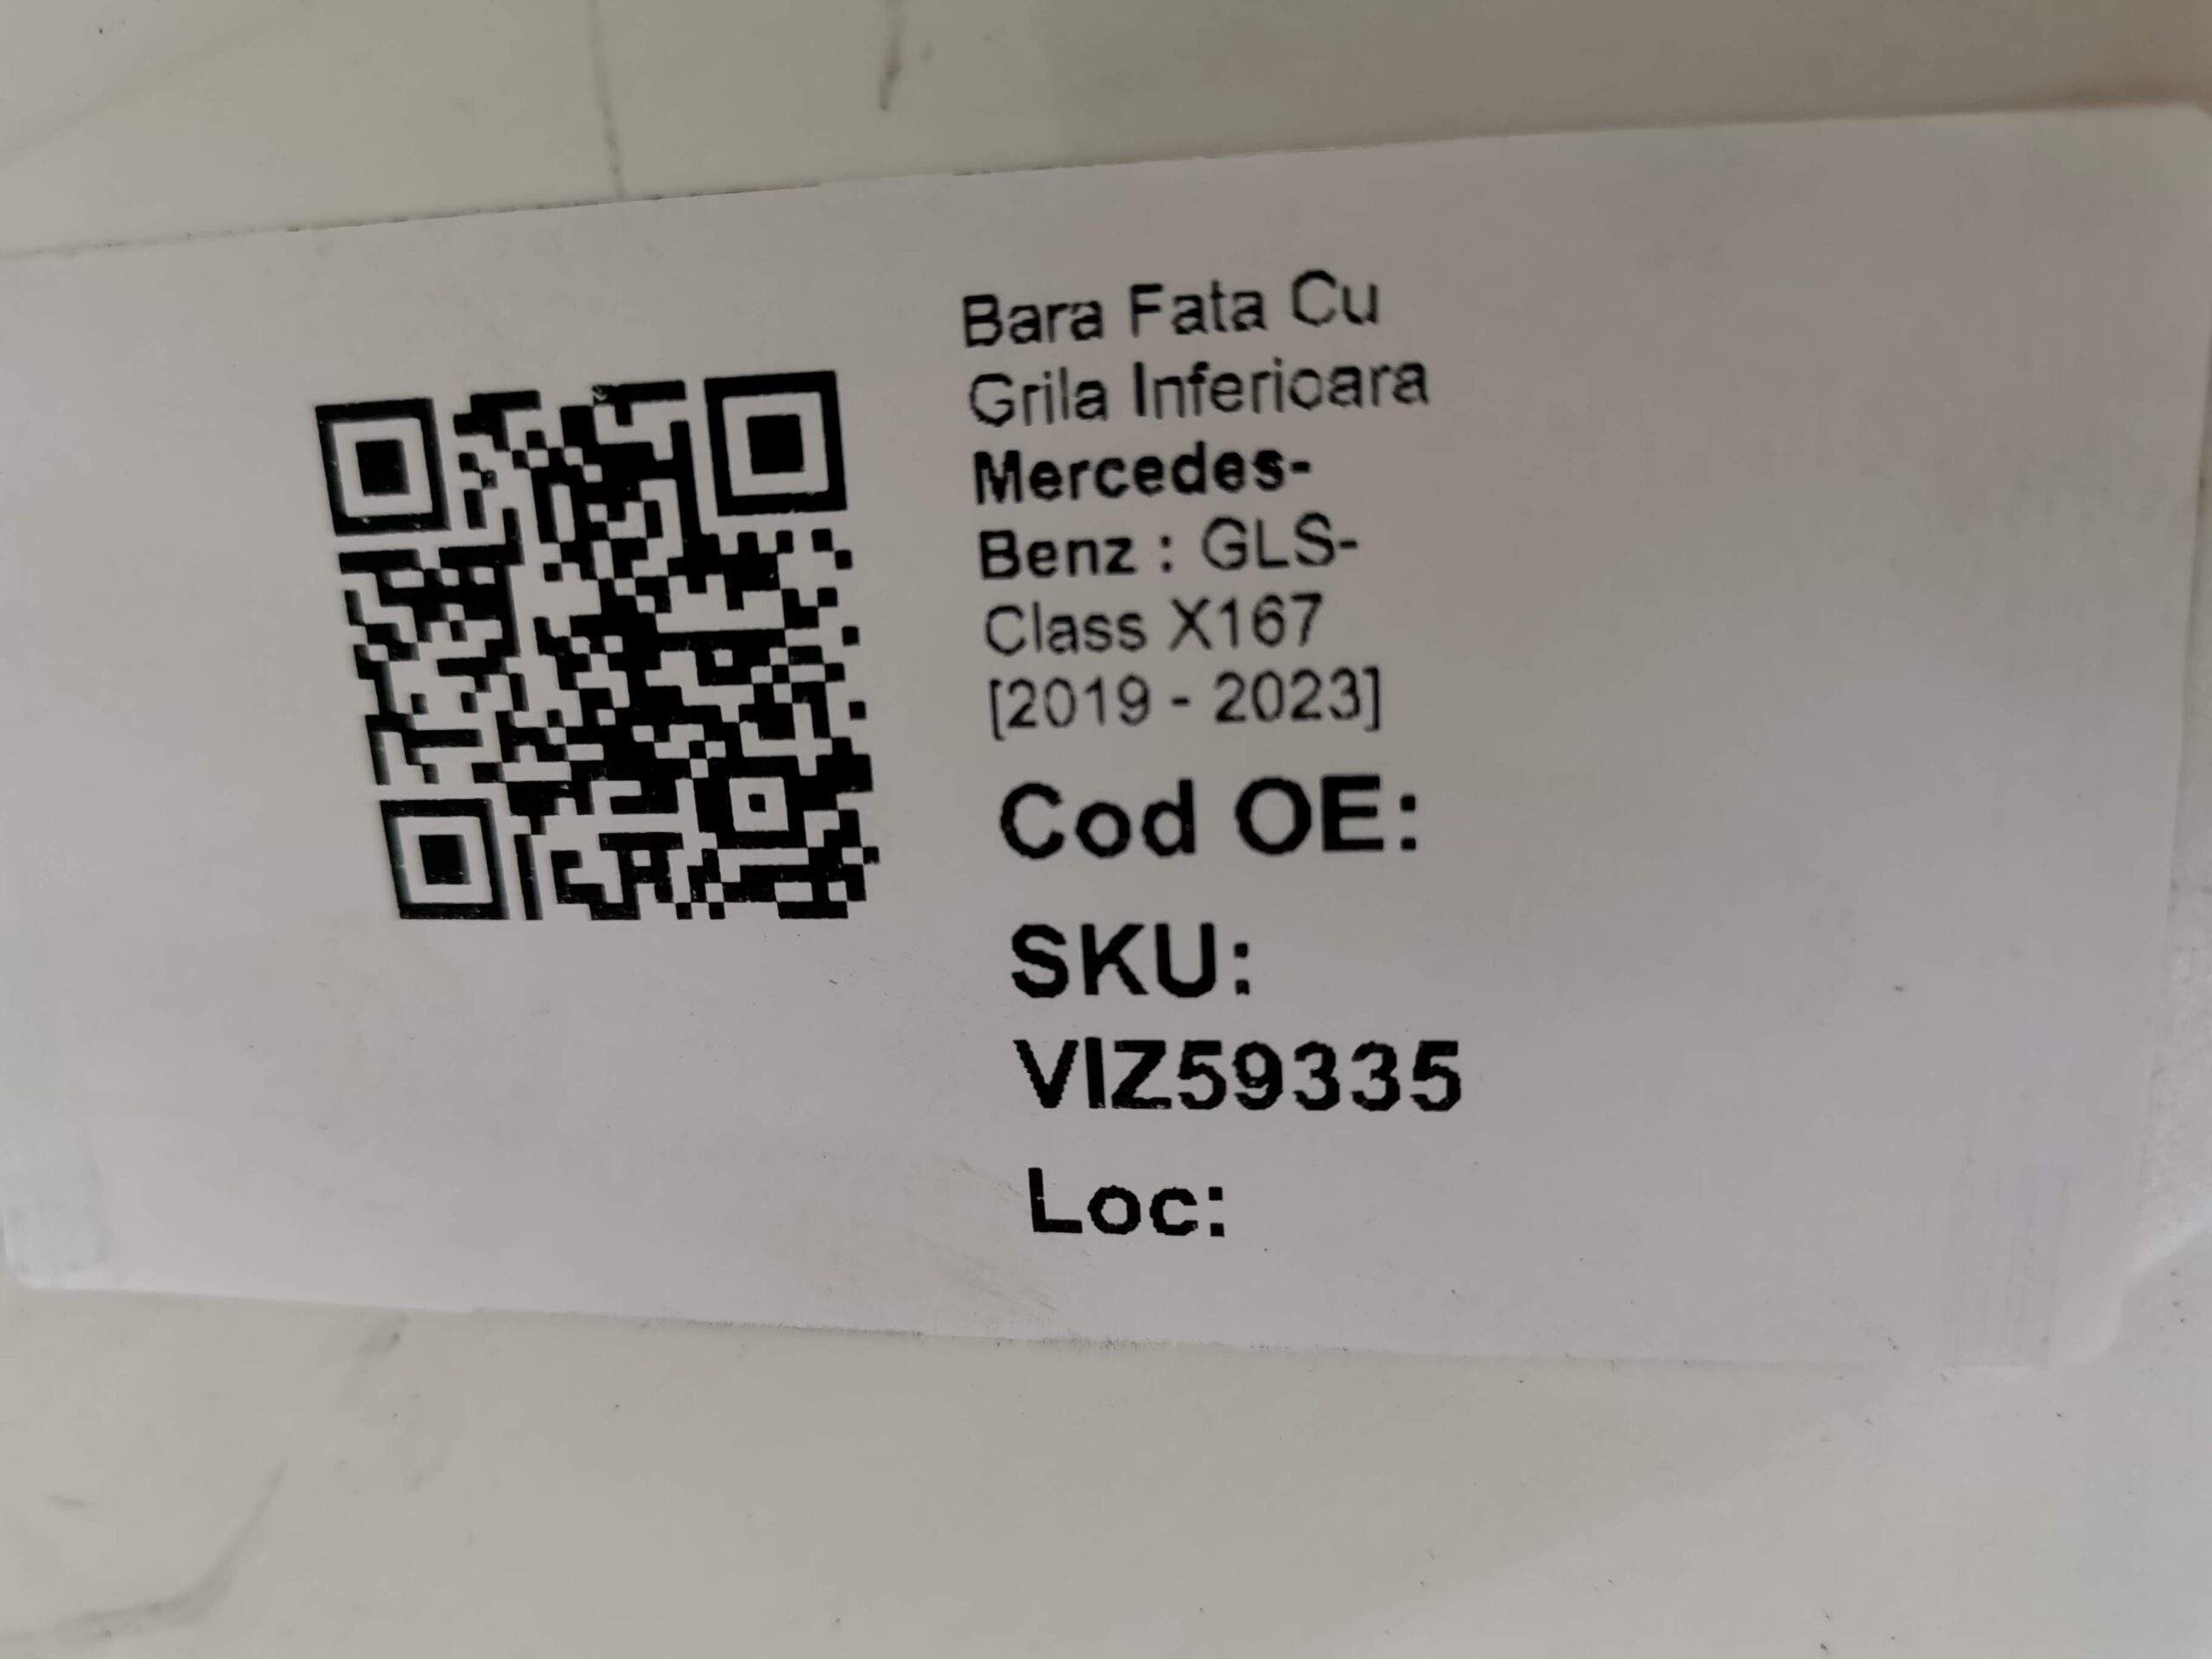 Bara Fata Cu
Grila Inferioara
Mercedes-
Benz : GLS-
Class X167
[2019 - 2023]
Cod OE:
SKU:
VIZ59335
Loc: